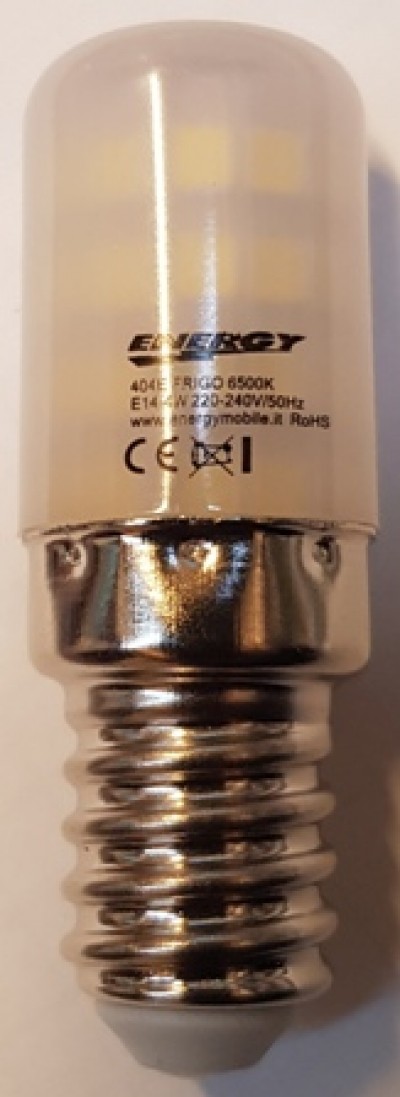 ENERGY
404E FRIGO 6500K
E14-4W 220-240V/50Hz
www.energymobile.it RoHS
CE